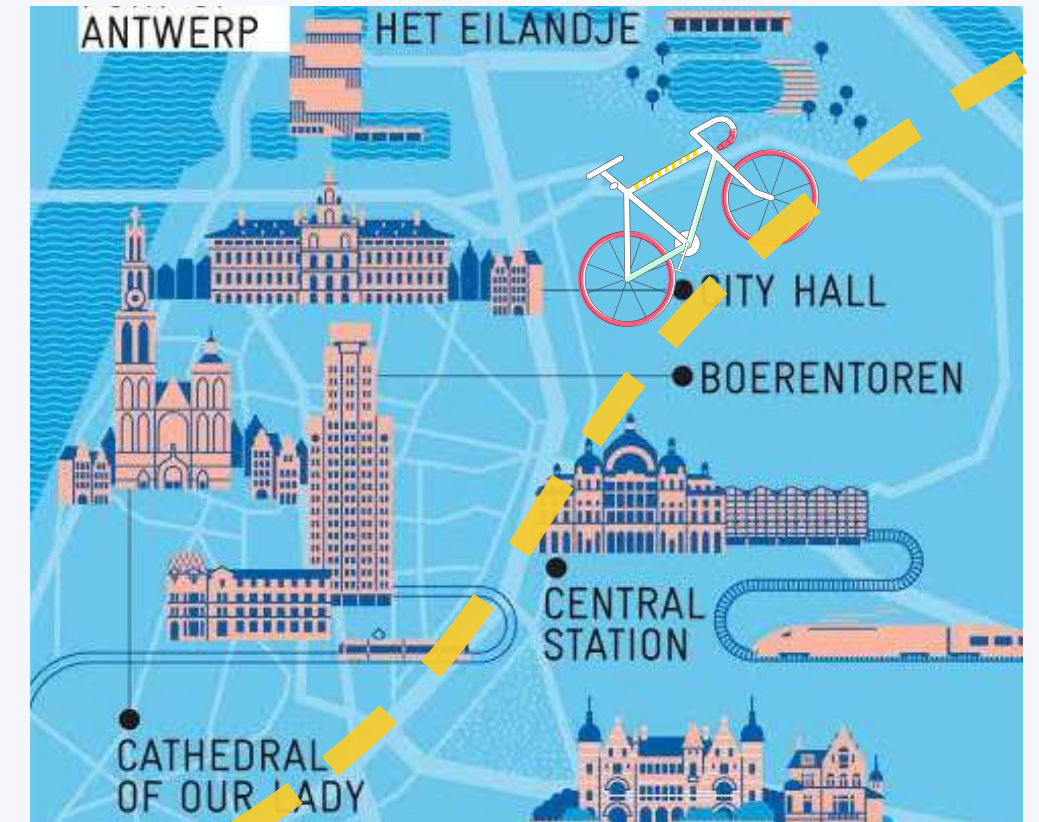 ANTWERP
HET EILANDJE
CITY HALL
BOERENTOREN
CENTRAL
STATION
CATHEDRAL
OF OUR LADY